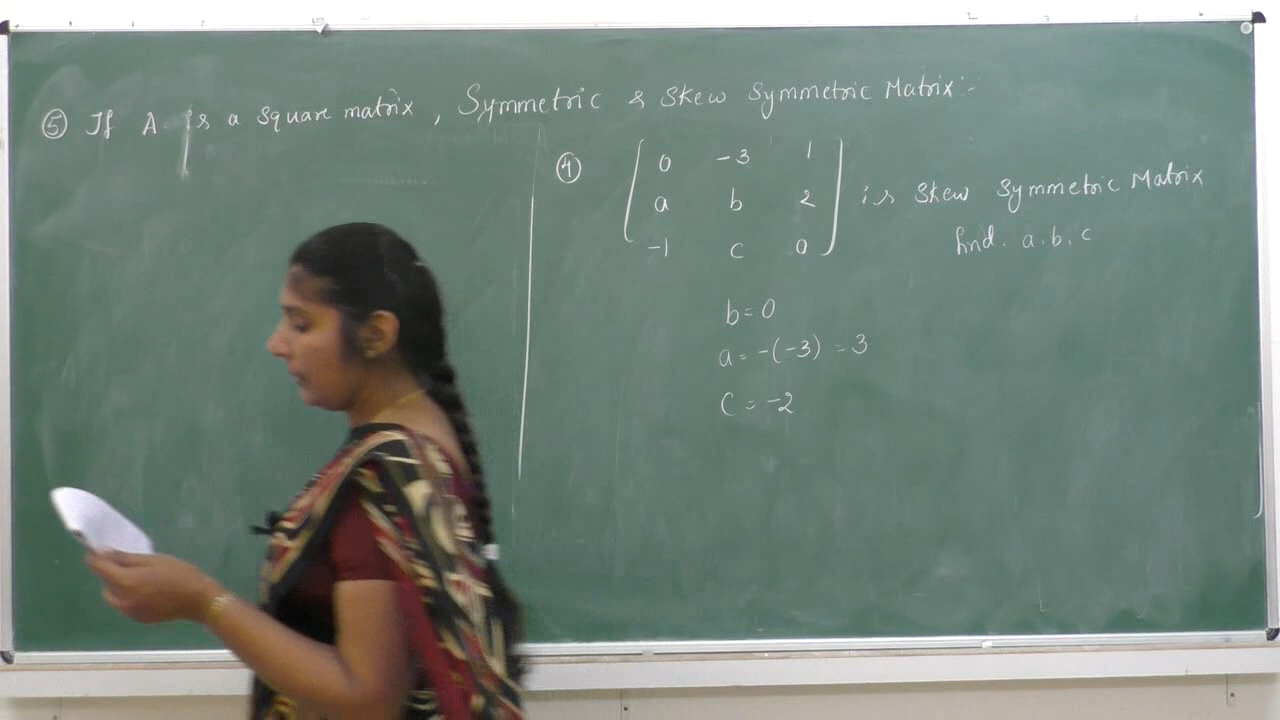 Symmetric & Skew Symmetric Matrix :-
⑤ If A is a square matrix,
④ [ 0 -3 1
a b 2
-1 c 0 ] is skew symmetric Matrix
find. a.b.c
b = 0
a = -(-3) = 3
c = -2